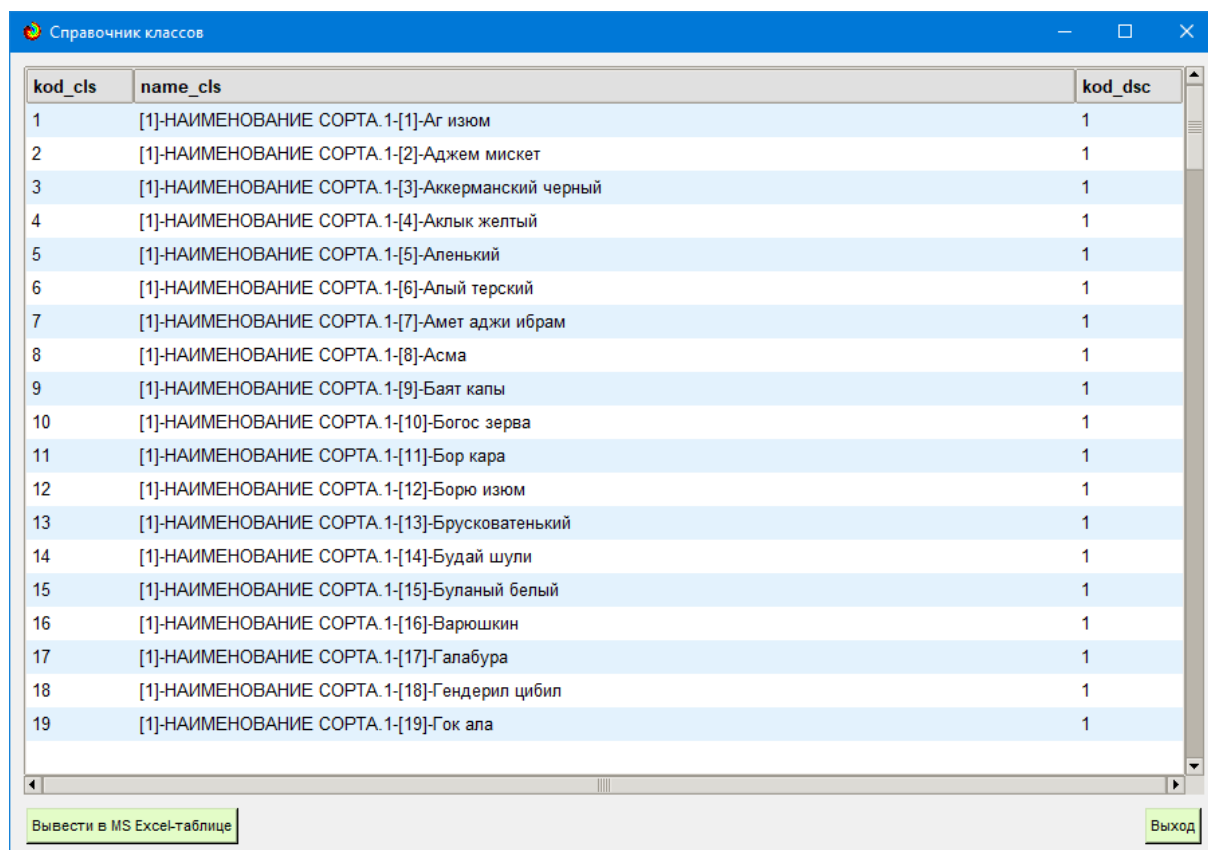 Справочник классов
kod_cls name_cls kod_dsc
1 [1]-НАИМЕНОВАНИЕ СОРТА.1-[1]-Аг изюм 1
2 [1]-НАИМЕНОВАНИЕ СОРТА.1-[2]-Аджем мискет 1
3 [1]-НАИМЕНОВАНИЕ СОРТА.1-[3]-Аккерманский черный 1
4 [1]-НАИМЕНОВАНИЕ СОРТА.1-[4]-Аклык желтый 1
5 [1]-НАИМЕНОВАНИЕ СОРТА.1-[5]-Аленький 1
6 [1]-НАИМЕНОВАНИЕ СОРТА.1-[6]-Алый терский 1
7 [1]-НАИМЕНОВАНИЕ СОРТА.1-[7]-Амет аджи ибрам 1
8 [1]-НАИМЕНОВАНИЕ СОРТА.1-[8]-Асма 1
9 [1]-НАИМЕНОВАНИЕ СОРТА.1-[9]-Баят капы 1
10 [1]-НАИМЕНОВАНИЕ СОРТА.1-[10]-Богос зерва 1
11 [1]-НАИМЕНОВАНИЕ СОРТА.1-[11]-Бор кара 1
12 [1]-НАИМЕНОВАНИЕ СОРТА.1-[12]-Борю изюм 1
13 [1]-НАИМЕНОВАНИЕ СОРТА.1-[13]-Брусковатенький 1
14 [1]-НАИМЕНОВАНИЕ СОРТА.1-[14]-Будай шули 1
15 [1]-НАИМЕНОВАНИЕ СОРТА.1-[15]-Буланый белый 1
16 [1]-НАИМЕНОВАНИЕ СОРТА.1-[16]-Варюшкин 1
17 [1]-НАИМЕНОВАНИЕ СОРТА.1-[17]-Галабура 1
18 [1]-НАИМЕНОВАНИЕ СОРТА.1-[18]-Гендерил цибил 1
19 [1]-НАИМЕНОВАНИЕ СОРТА.1-[19]-Гок ала 1
Вывести в MS Excel-таблице Выход